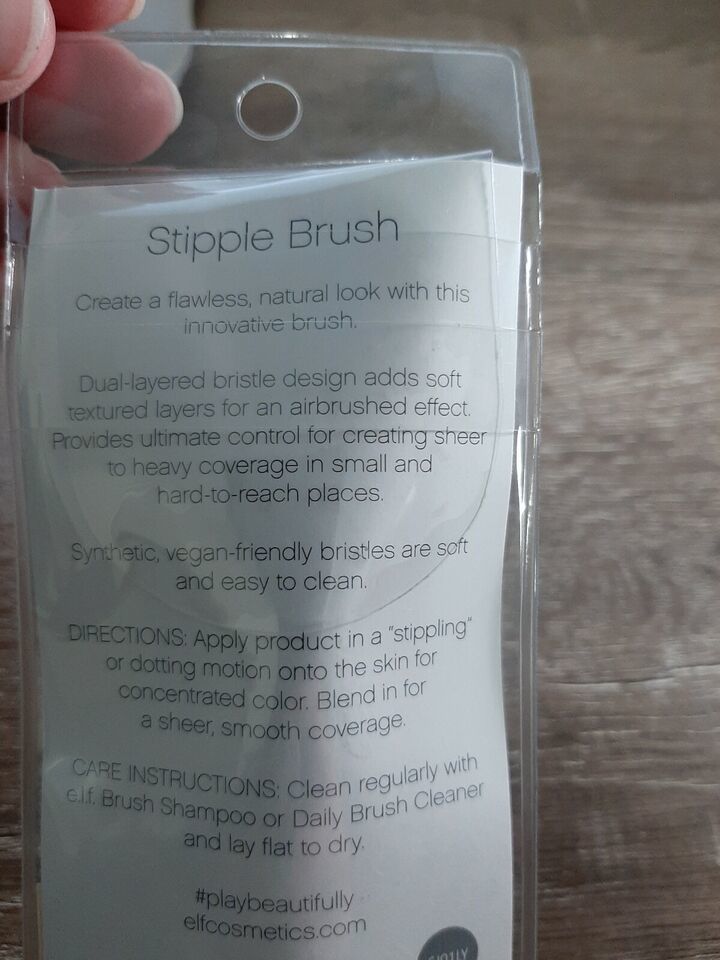 Stipple Brush
Create a flawless, natural look with this
innovative brush.
Dual-layered bristle design adds soft
textured layers for an airbrushed effect.
Provides ultimate control for creating sheer
to heavy coverage in small and
hard-to-reach places.
Synthetic, vegan-friendly bristles are soft
and easy to clean.
DIRECTIONS: Apply product in a "stippling"
or dotting motion onto the skin for
concentrated color. Blend in for
a sheer, smooth coverage.
CARE INSTRUCTIONS: Clean regularly with
e.l.f. Brush Shampoo or Daily Brush Cleaner
and lay flat to dry.
#playbeautifully
elfcosmetics.com